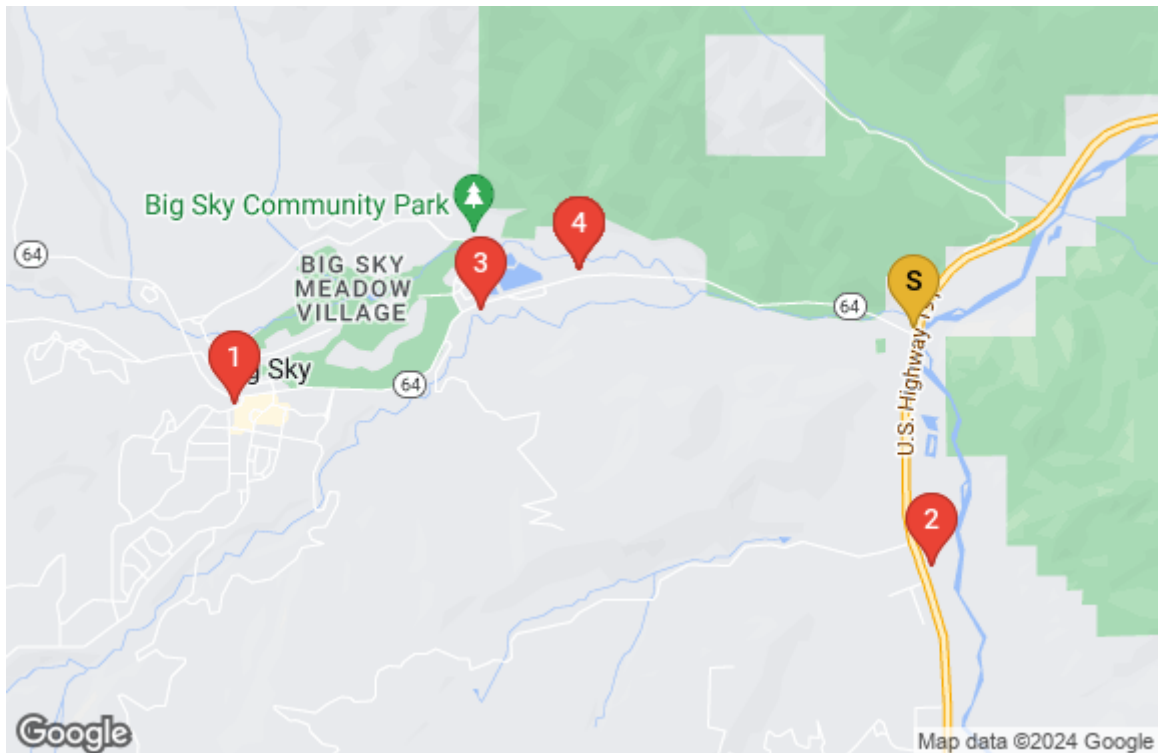 Big Sky Community Park
4
64
BIG SKY
MEADOW
VILLAGE
3
S
64
1
Sky
64
U.S. Highway
2
Google
Map data ©2024 Google